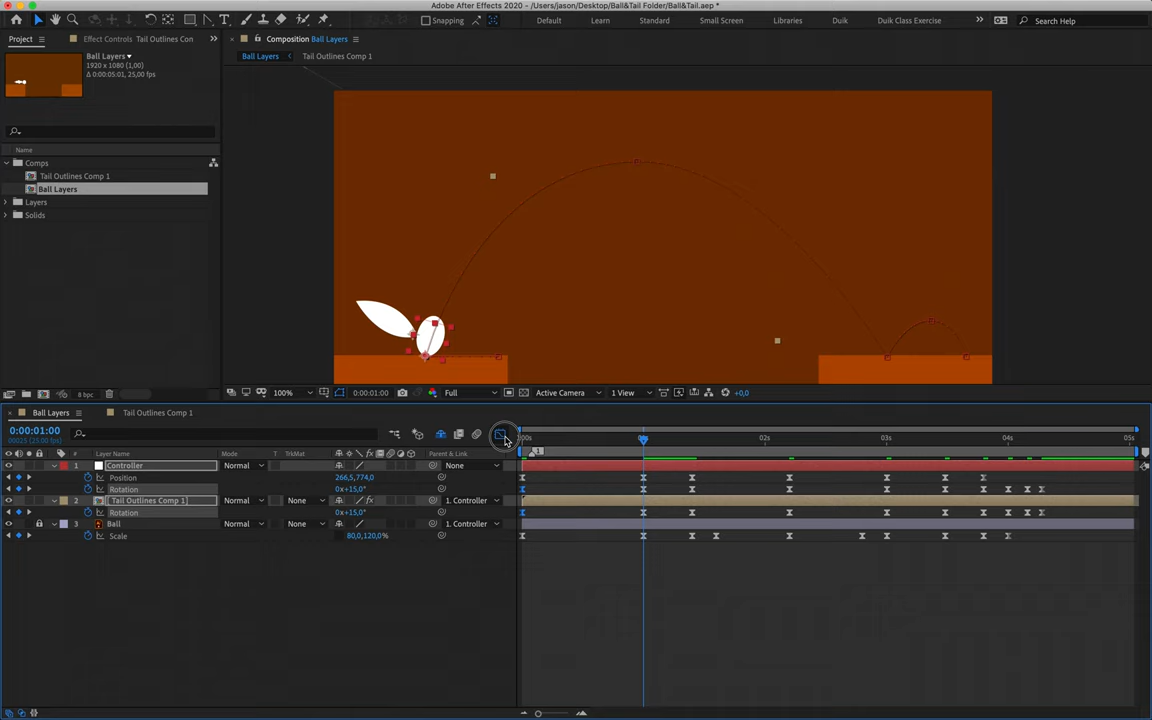 Adobe After Effects 2020 - /Users/jason/Desktop/Ball&Tail Folder/Ball&Tail.aep *
Snapping
Default
Learn
Standard
Small Screen
Libraries
Duik
Duik Class Exercise
Search Help
Project
Effect Controls Tail Outlines Con
Composition Ball Layers
Ball Layers
1920 x 1080 (1,00)
Δ 0:00:05:01, 25,00 fps
Ball Layers
Tail Outlines Comp 1
Name
Comps
Tail Outlines Comp 1
Ball Layers
Layers
Solids
8 bpc
100%
0:00:01:00
Full
Active Camera
1 View
+0,0
Ball Layers
Tail Outlines Comp 1
0:00:01:00
00025 (25.00 fps)
:00s
02s
03s
04s
05s
#
Layer Name
Mode
T
TrkMat
Parent & Link
1
Controller
Normal
None
Position
266,5,774,0
Rotation
0x+15,0°
2
[Tail Outlines Comp 1]
Normal
None
1. Controller
Rotation
0x+15,0°
3
Ball
Normal
None
1. Controller
Scale
80,0,120,0%